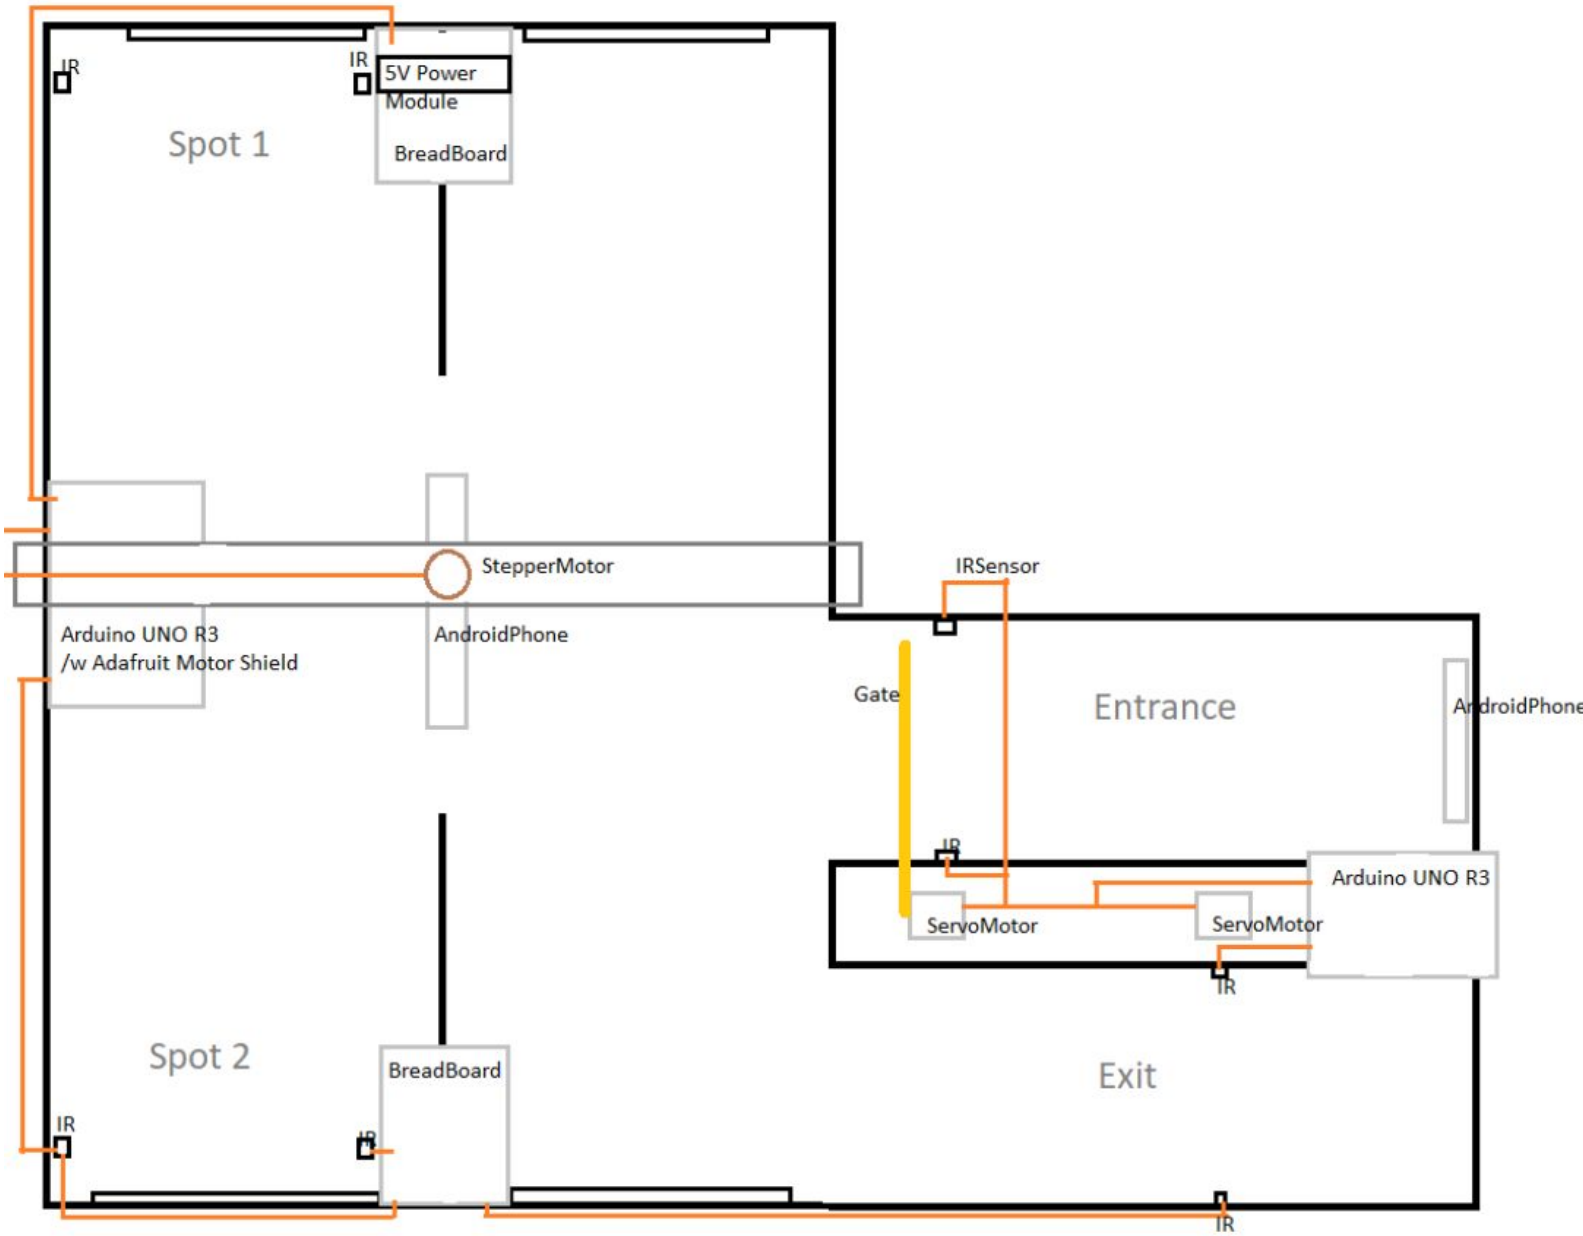 IR
IR
5V Power
Module
Spot 1
BreadBoard
StepperMotor
IRSensor
Arduino UNO R3
/w Adafruit Motor Shield
AndroidPhone
Gate
Entrance
AndroidPhone
IR
Arduino UNO R3
ServoMotor
ServoMotor
IR
Spot 2
BreadBoard
Exit
IR
IR
IR